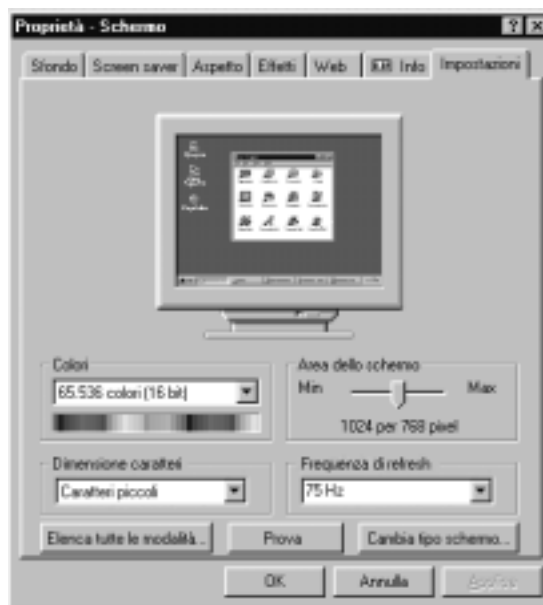 Proprietà - Schermo
Sfondo Screen saver Aspetto Effetti Web Info Impostazioni
Colori
65.536 colori (16 bit)
Area dello schermo
Min Max
1024 per 768 pixel
Dimensione caratteri
Caratteri piccoli
Frequenza di refresh
75 Hz
Elenca tutte le modalità... Prova Cambia tipo schermo...
OK Annulla Applica